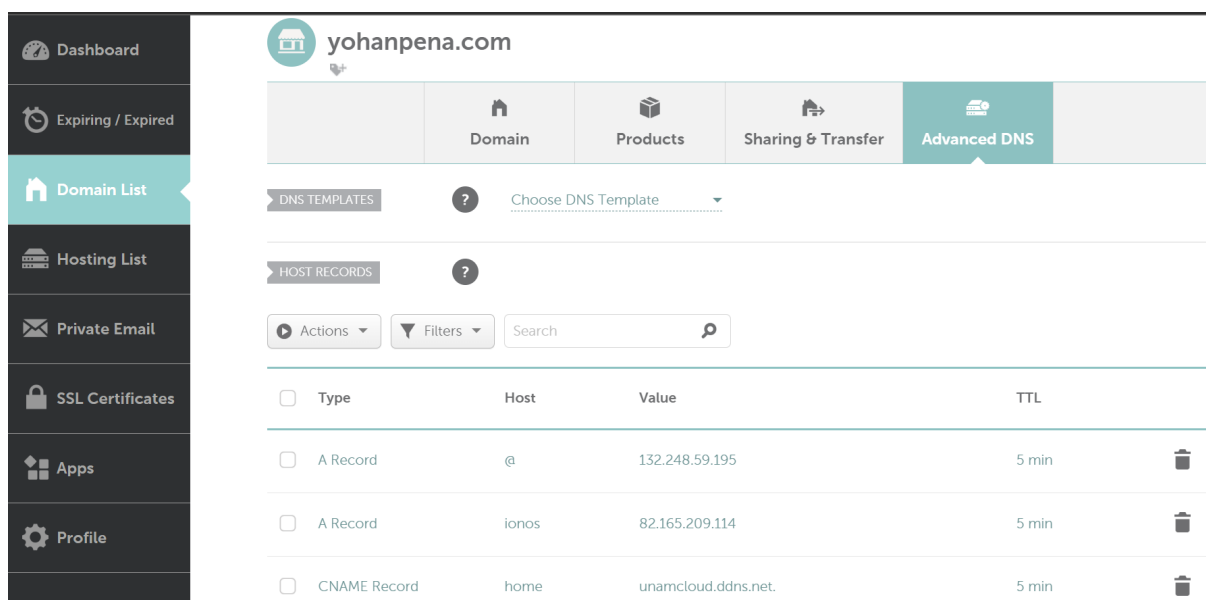 Dashboard
Expiring / Expired
Domain List
Hosting List
Private Email
SSL Certificates
Apps
Profile
yohanpena.com
Domain
Products
Sharing & Transfer
Advanced DNS
DNS TEMPLATES
?
Choose DNS Template
HOST RECORDS
?
Actions
Filters
Search
Type Host Value TTL
A Record @ 132.248.59.195 5 min
A Record ionos 82.165.209.114 5 min
CNAME Record home unamcloud.ddns.net. 5 min